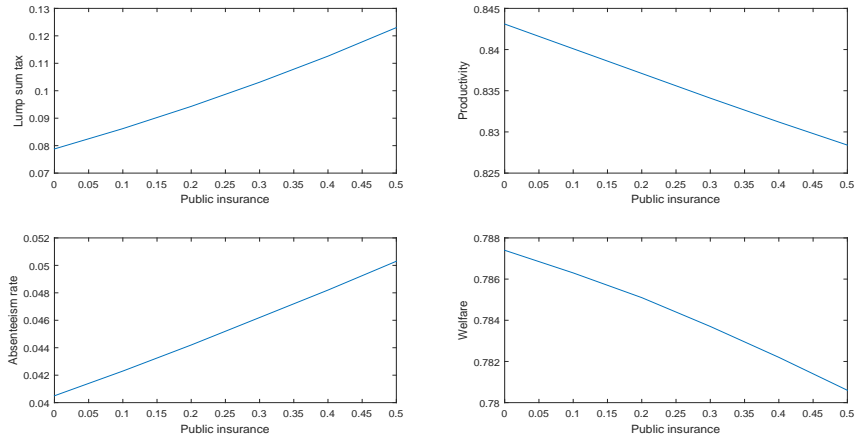 0.13
0.12
0.11
0.1
0.09
0.08
0.07
Lump sum tax
0 0.05 0.1 0.15 0.2 0.25 0.3 0.35 0.4 0.45 0.5
Public insurance
0.845
0.84
0.835
0.83
0.825
Productivity
0 0.05 0.1 0.15 0.2 0.25 0.3 0.35 0.4 0.45 0.5
Public insurance
0.052
0.05
0.048
0.046
0.044
0.042
0.04
Absenteeism rate
0 0.05 0.1 0.15 0.2 0.25 0.3 0.35 0.4 0.45 0.5
Public insurance
0.788
0.786
0.784
0.782
0.78
Welfare
0 0.05 0.1 0.15 0.2 0.25 0.3 0.35 0.4 0.45 0.5
Public insurance